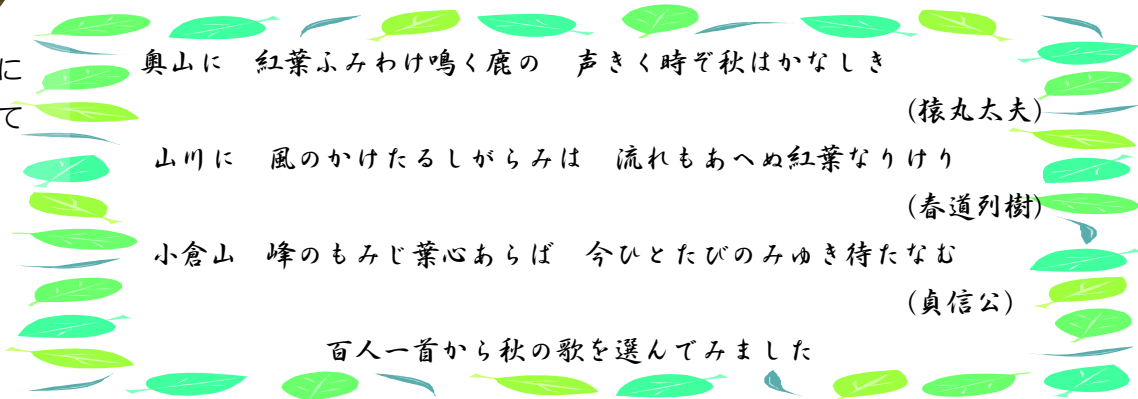 に
て
奥山に　紅葉ふみわけ鳴く鹿の　声きく時ぞ秋はかなしき
(猿丸太夫)
山川に　風のかけたるしがらみは　流れもあへぬ紅葉なりけり
(春道列樹)
小倉山　峰のもみじ葉心あらば　今ひとたびのみゆき待たなむ
(貞信公)
百人一首から秋の歌を選んでみました